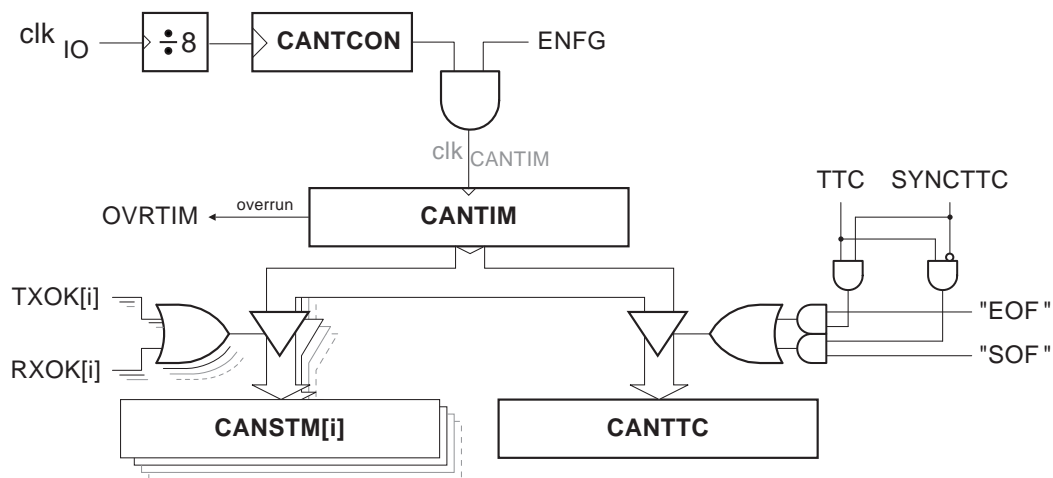 clk IO
÷8
CANTCON
ENFG
clk CANTIM
TTC SYNCTTC
OVRTIM
overrun
CANTIM
TXOK[i]
"EOF"
RXOK[i]
"SOF"
CANSTM[i]
CANTTC